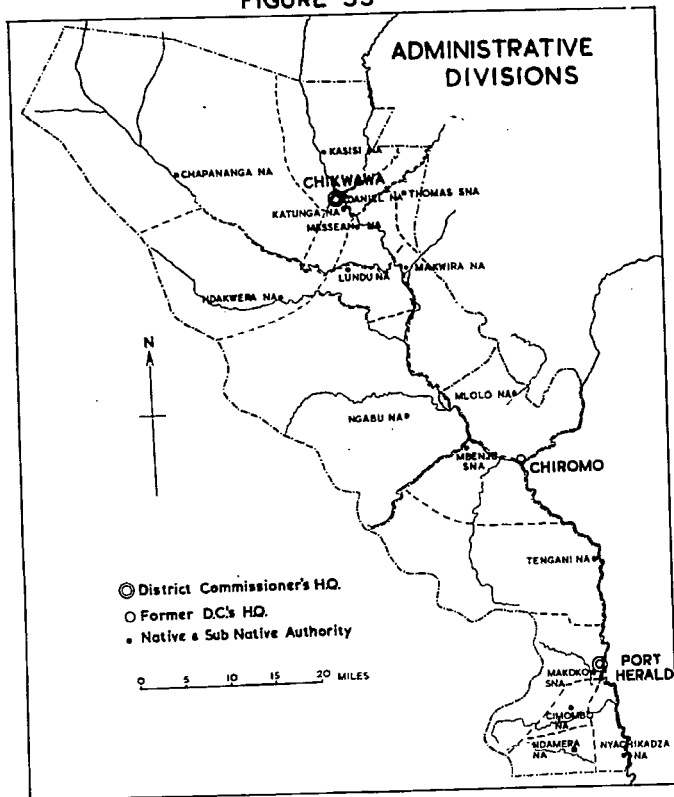 FIGURE 33
ADMINISTRATIVE
DIVISIONS
KASISI NA
CHAPANANGA NA
CHIKWAWA
DANIEL NA
THOMAS SNA
KATUNGA NA
MASSEAH NA
MAKWIRA NA
LUNDU NA
NDAKWERA NA
N
MLOLO NA
NGABU NA
MBENJE
SNA
CHIROMO
TENGANI NA
District Commissioner's H.Q.
Former D.C's H.Q.
Native & Sub Native Authority
0 5 10 15 20 MILES
PORT
HERALD
MAKOKO
SNA
CIMOMBO
NA
NDAMERA
NA
NYACHIKADZA
NA